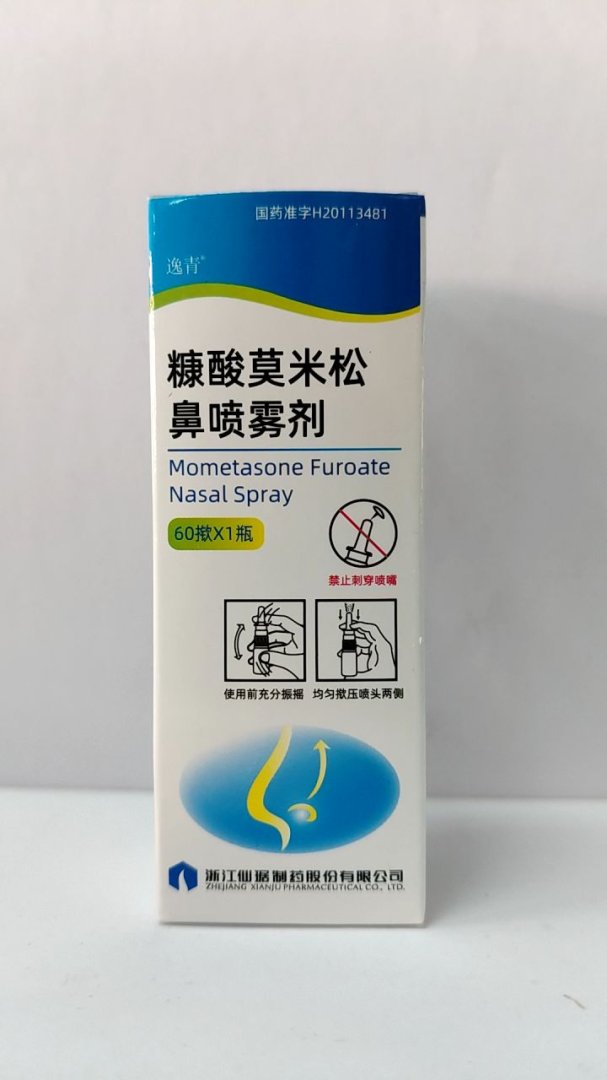 国药准字H20113481
逸青®
糠酸莫米松
鼻喷雾剂
Mometasone Furoate
Nasal Spray
60揿X1瓶
禁止刺穿喷嘴
使用前充分振摇 均匀揿压喷头两侧
浙江仙琚制药股份有限公司
ZHEJIANG XIANJU PHARMACEUTICAL CO., LTD.